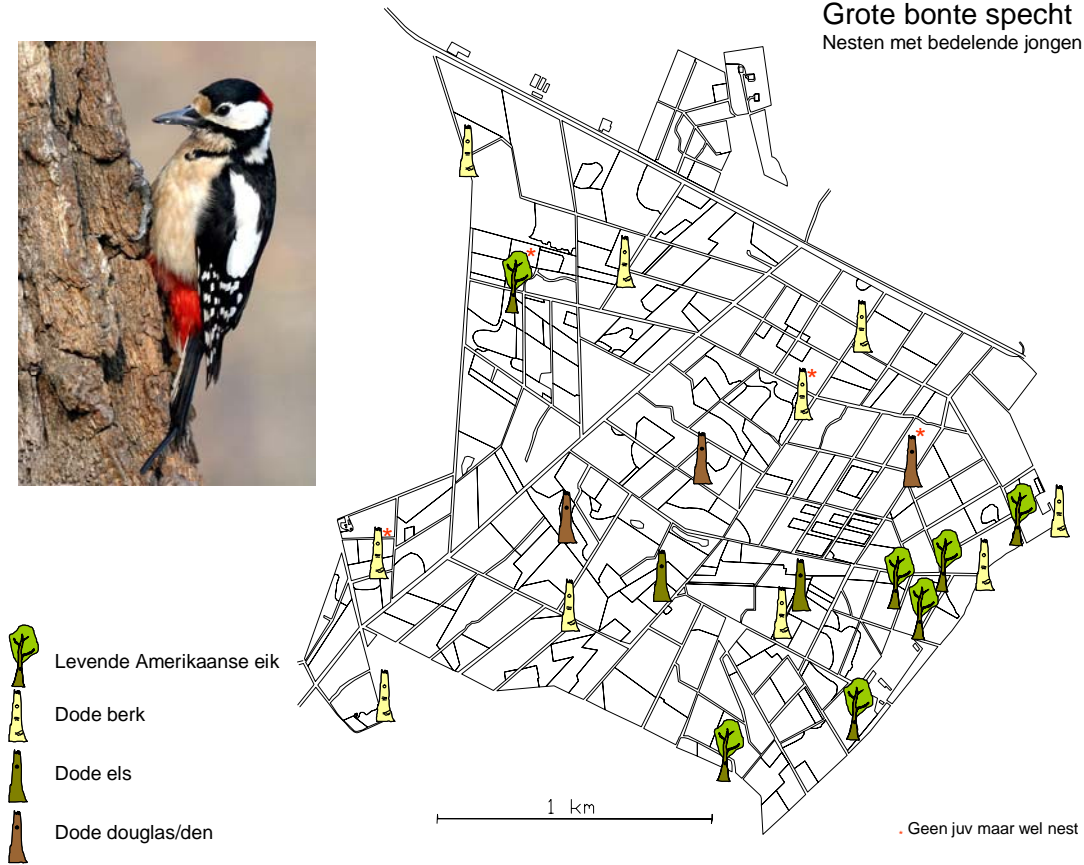 Grote bonte specht
Nesten met bedelende jongen
Levende Amerikaanse eik
Dode berk
Dode els
Dode douglas/den
1 km
* Geen juv maar wel nest